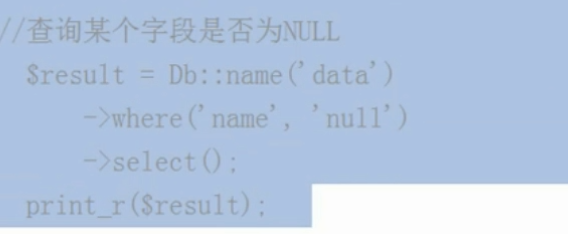 //查询某个字段是否为NULL
$result = Db::name('data')
->where('name', 'null')
->select();
print_r($result);